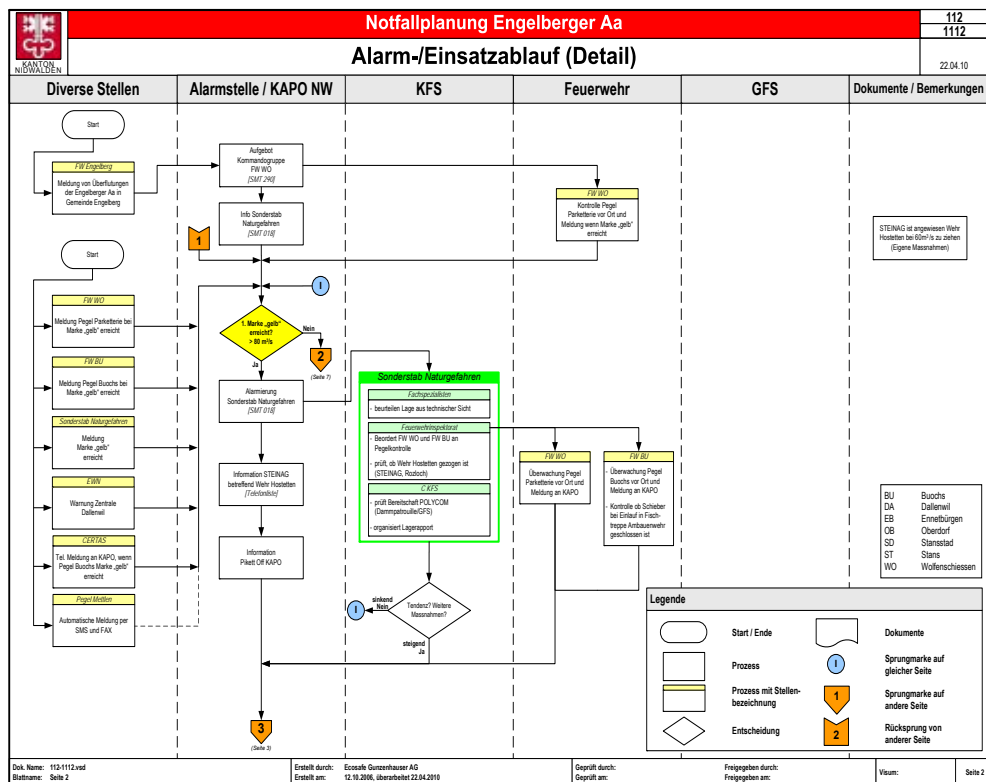 KANTON
NIDWALDEN
Notfallplanung Engelberger Aa
Alarm-/Einsatzablauf (Detail)
112
1112
22.04.10
Diverse Stellen
Alarmstelle / KAPO NW
KFS
Feuerwehr
GFS
Dokumente / Bemerkungen
Start
FW Engelberg
Meldung von Überflutungen
der Engelberger Aa in
Gemeinde Engelberg
Start
FW WO
Meldung Pegel Parketterie bei
Marke „gelb" erreicht
FW BU
Meldung Pegel Buochs bei
Marke „gelb" erreicht
Sonderstab Naturgefahren
Meldung
Marke „gelb"
erreicht
EWN
Warnung Zentrale
Dallenwil
CERTAS
Tel. Meldung an KAPO, wenn
Pegel Buochs Marke „gelb"
erreicht
Pegel Mettlen
Automatische Meldung per
SMS und FAX
Aufgebot
Kommandogruppe
FW WO
[SMT 290]
Info Sonderstab
Naturgefahren
[SMT 018]
1
I
1. Marke „gelb"
erreicht?
> 80 m³/s
Nein
2
(Seite 7)
Ja
Alarmierung
Sonderstab Naturgefahren
[SMT 018]
Information STEINAG
betreffend Wehr Hostetten
[Telefonliste]
Information
Pikett Off KAPO
3
(Seite 3)
Sonderstab Naturgefahren
Fachspezialisten
- beurteilen Lage aus technischer Sicht
Feuerwehrinspektorat
- Beordert FW WO und FW BU an
Pegelkontrolle
- prüft, ob Wehr Hostetten gezogen ist
(STEINAG, Rozloch)
C KFS
- prüft Bereitschaft POLYCOM
(Dammpatrouille/GFS)
- organisiert Lagerapport
Tendenz? Weitere
Massnahmen?
sinkend
Nein
I
steigend
Ja
FW WO
Kontrolle Pegel
Parketterie vor Ort und
Meldung wenn Marke „gelb"
erreicht
FW WO
Überwachung Pegel
Parketterie vor Ort und
Meldung an KAPO
FW BU
- Überwachung Pegel
Buochs vor Ort und
Meldung an KAPO
- Kontrolle ob Schieber
bei Einlauf in Fisch-
treppe Ambauenwehr
geschlossen ist
STEINAG ist angewiesen Wehr
Hostetten bei 60m³/s zu ziehen
(Eigene Massnahmen)
BU Buochs
DA Dallenwil
EB Ennetbürgen
OB Oberdorf
SD Stansstad
ST Stans
WO Wolfenschiessen
Legende
Start / Ende
Dokumente
Prozess
I
Sprungmarke auf
gleicher Seite
Prozess mit Stellen-
bezeichnung
1
Sprungmarke auf
andere Seite
Entscheidung
2
Rücksprung von
anderer Seite
Dok. Name: 112-1112.vsd
Blattname: Seite 2
Erstellt durch: Ecosafe Gunzenhauser AG
Erstellt am: 12.10.2006, überarbeitet 22.04.2010
Geprüft durch:
Geprüft am:
Freigegeben durch:
Freigegeben am:
Visum:
Seite 2